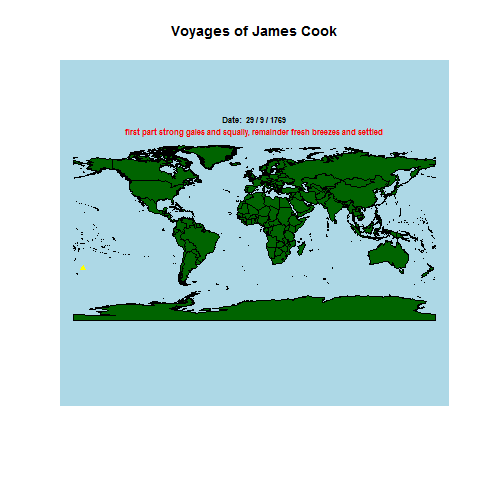 Voyages of James Cook
Date: 29 / 9 / 1769
first part strong gales and squally, remainder fresh breezes and settled